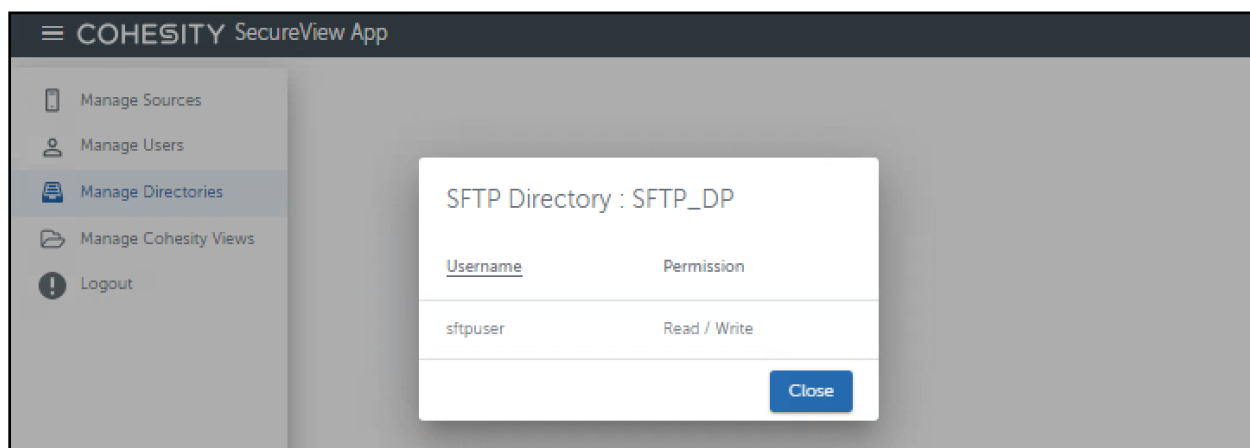 COHESITY SecureView App
Manage Sources
Manage Users
Manage Directories
Manage Cohesity Views
Logout
SFTP Directory : SFTP_DP
Username Permission
sftpuser Read / Write
Close